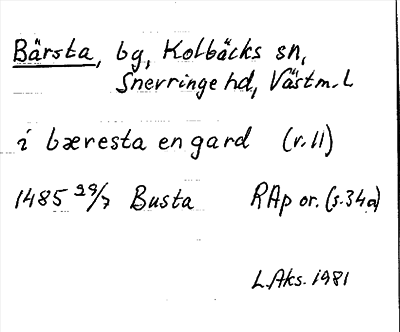 Bärsta, bg, Kolbäcks sn,
Snevringe hd, Västm. L
i bæresta en gard (r. 11)
1485 29/7 Busta RAp or. (s. 34a)
L. Aks. 1981